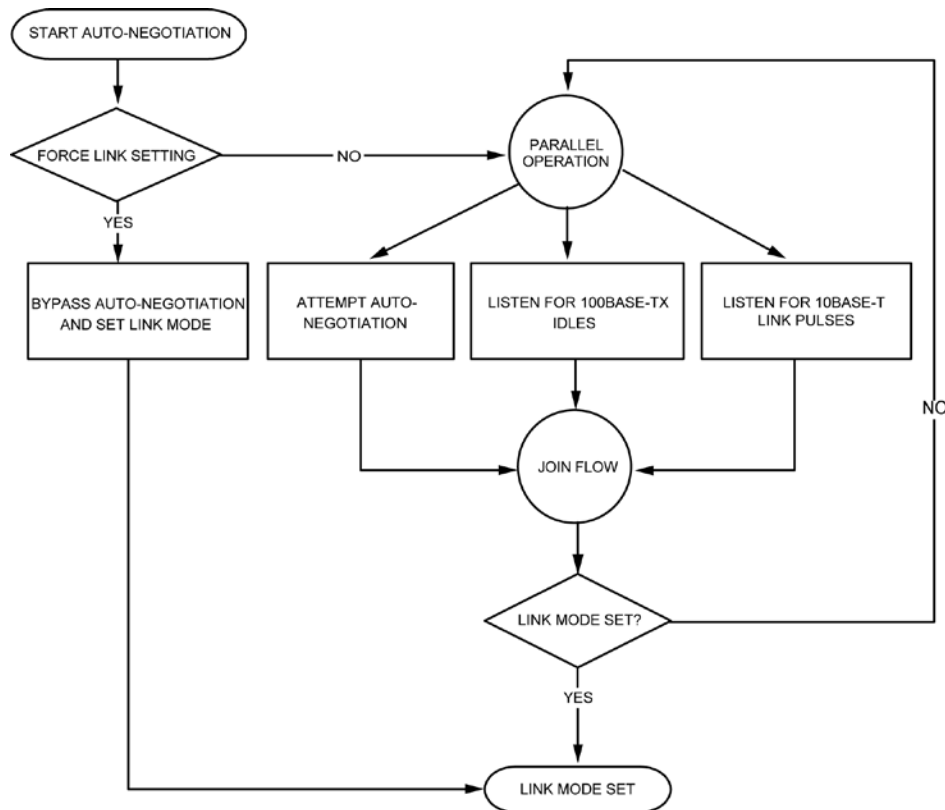 START AUTO-NEGOTIATION
FORCE LINK SETTING
NO
PARALLEL
OPERATION
YES
BYPASS AUTO-NEGOTIATION
AND SET LINK MODE
ATTEMPT AUTO-
NEGOTIATION
LISTEN FOR 100BASE-TX
IDLES
LISTEN FOR 10BASE-T
LINK PULSES
NO
JOIN FLOW
LINK MODE SET?
YES
LINK MODE SET